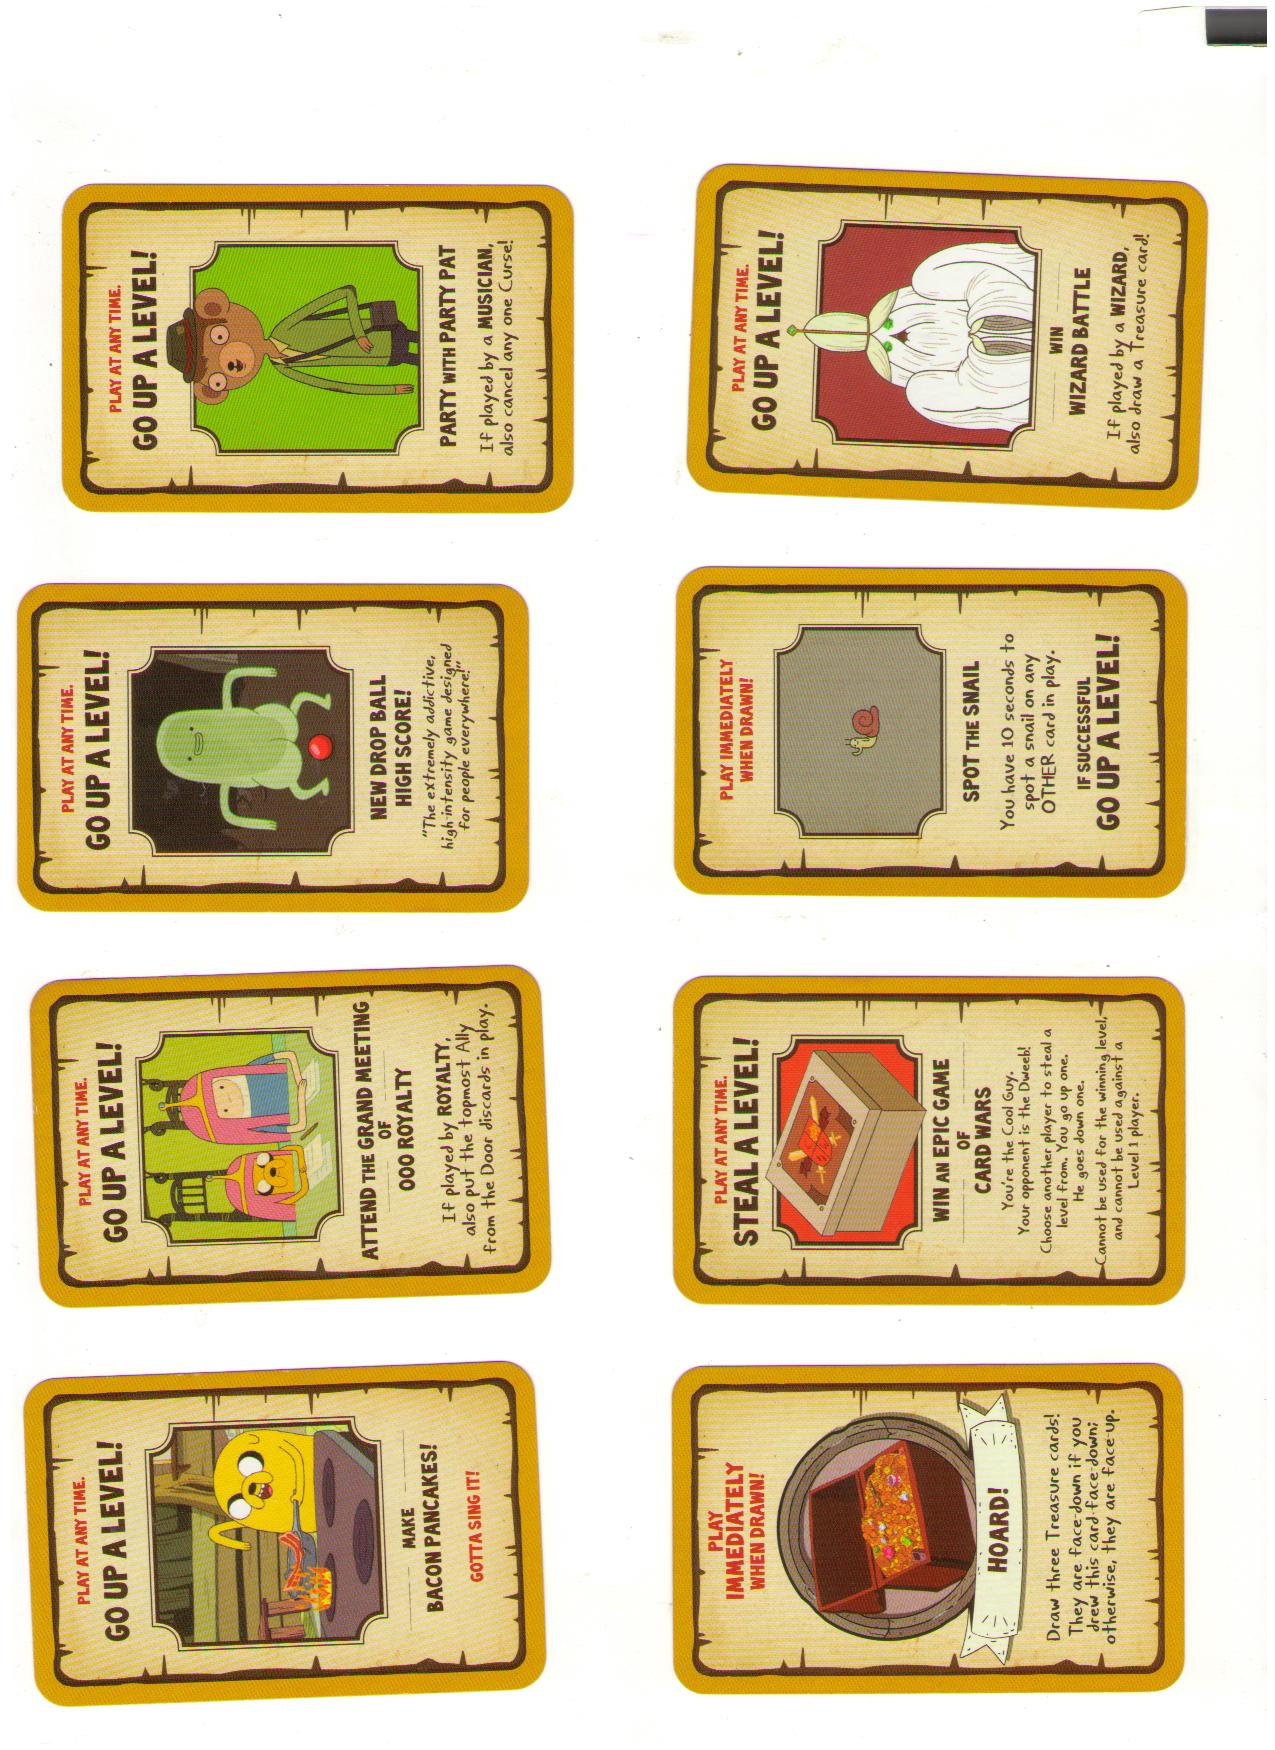 PLAY AT ANY TIME.
GO UP A LEVEL!
MAKE
BACON PANCAKES!
GOTTA SING IT!
PLAY AT ANY TIME.
GO UP A LEVEL!
ATTEND THE GRAND MEETING
OF
OOO ROYALTY
If played by ROYALTY,
also put the topmost Ally
from the Door discards in play.
PLAY AT ANY TIME.
GO UP A LEVEL!
NEW DROP BALL
HIGH SCORE!
"The extremely addictive,
high-intensity game designed
for people everywhere!"
PLAY AT ANY TIME.
GO UP A LEVEL!
PARTY WITH PARTY PAT
If played by a MUSICIAN,
also cancel any one Curse!
PLAY
IMMEDIATELY
WHEN DRAWN!
HOARD!
Draw three Treasure cards!
They are face-down if you
drew this card face-down;
otherwise, they are face-up.
PLAY AT ANY TIME.
STEAL A LEVEL!
WIN AN EPIC GAME
OF
CARD WARS
You're the Cool Guy.
Your opponent is the Dweeb!
Choose another player to steal a
level from. You go up one.
He goes down one.
Cannot be used for the winning level,
and cannot be used against a
Level 1 player.
PLAY IMMEDIATELY
WHEN DRAWN!
SPOT THE SNAIL
You have 10 seconds to
spot a snail on any
OTHER card in play.
IF SUCCESSFUL
GO UP A LEVEL!
PLAY AT ANY TIME.
GO UP A LEVEL!
WIN
WIZARD BATTLE
If played by a WIZARD,
also draw a Treasure card!